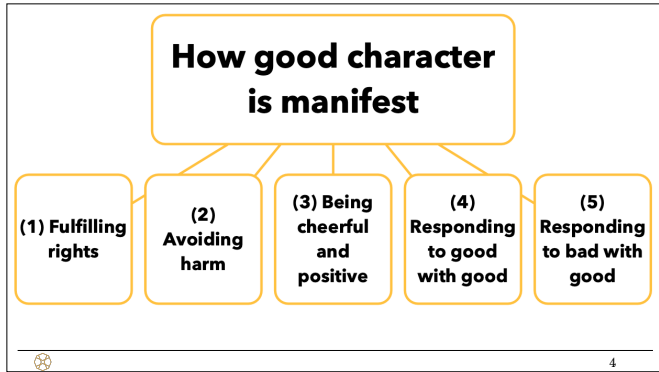 How good character
is manifest
(1) Fulfilling
rights
(2)
Avoiding
harm
(3) Being
cheerful
and
positive
(4)
Responding
to good
with good
(5)
Responding
to bad with
good
4